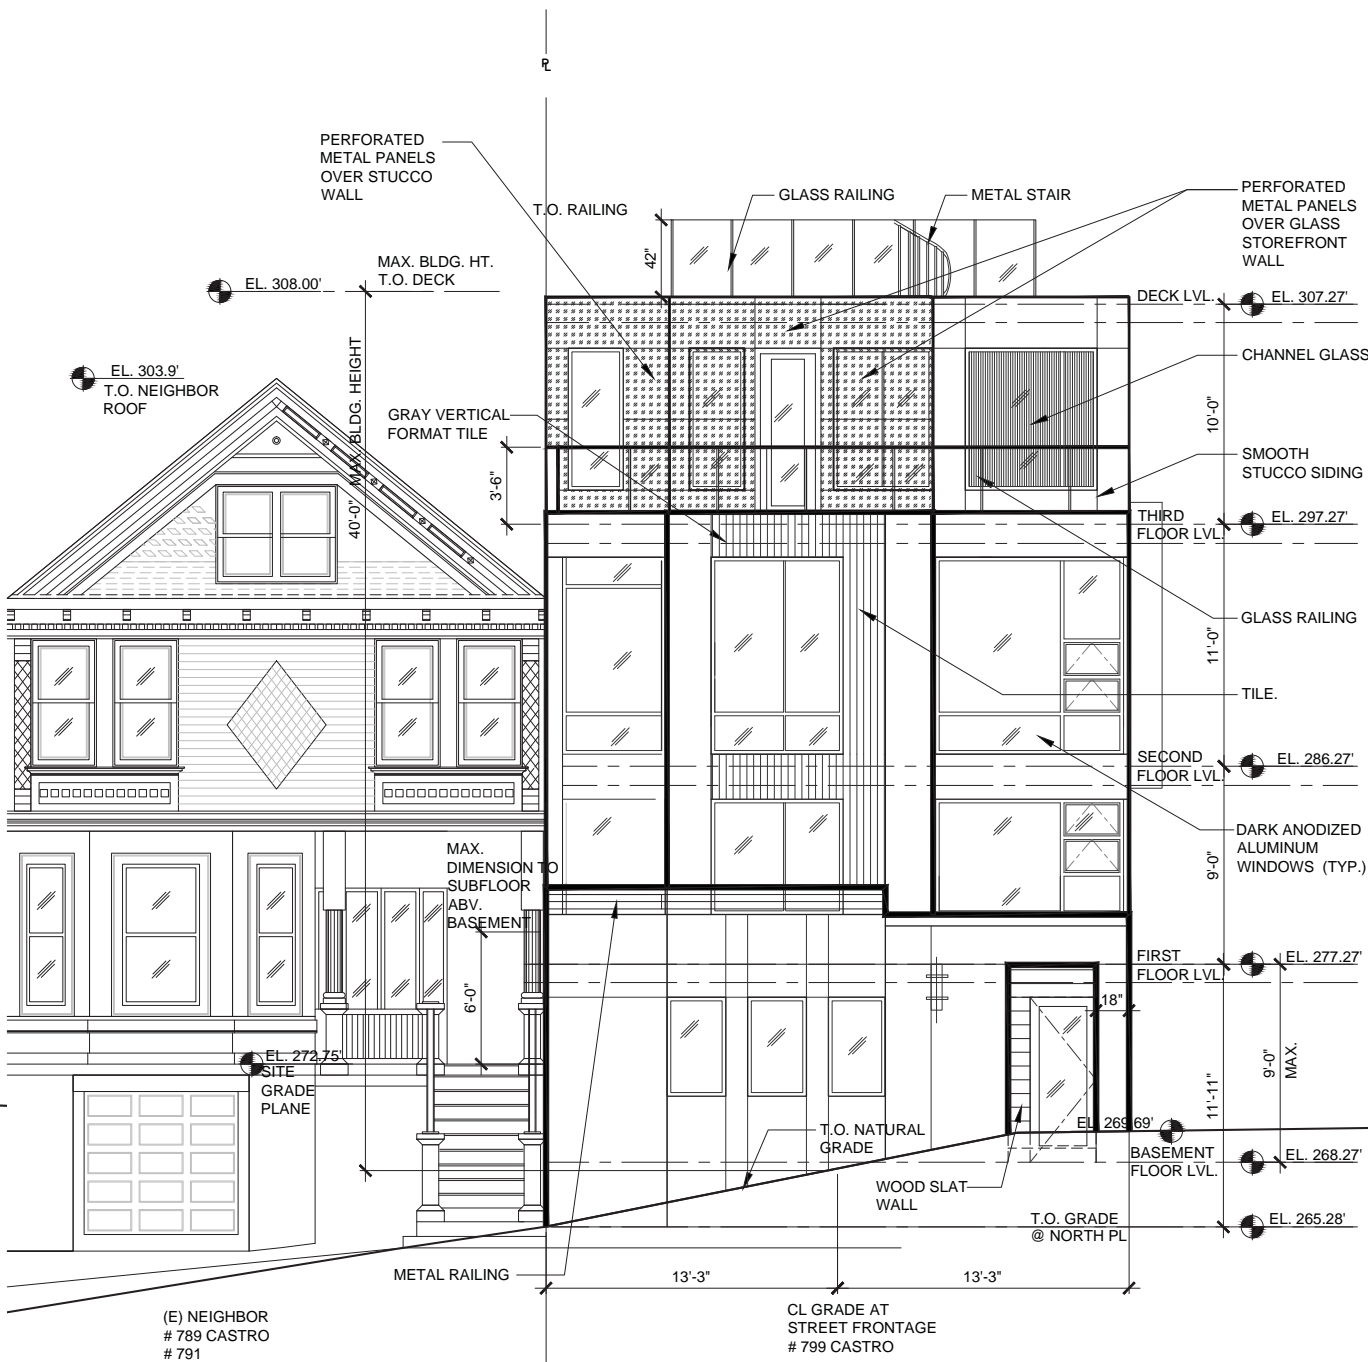 PL
PERFORATED
METAL PANELS
OVER STUCCO
WALL
T.O. RAILING
GLASS RAILING
METAL STAIR
PERFORATED
METAL PANELS
OVER GLASS
STOREFRONT
WALL
42"
MAX. BLDG. HT.
T.O. DECK
EL. 308.00'
DECK LVL.
EL. 307.27'
EL. 303.9'
T.O. NEIGHBOR
ROOF
40'-0" MAX. BLDG. HEIGHT
CHANNEL GLASS
GRAY VERTICAL
FORMAT TILE
10'-0"
3'-6"
SMOOTH
STUCCO SIDING
THIRD
FLOOR LVL.
EL. 297.27'
GLASS RAILING
11'-0"
TILE.
SECOND
FLOOR LVL.
EL. 286.27'
DARK ANODIZED
ALUMINUM
WINDOWS (TYP.)
9'-0"
MAX.
DIMENSION TO
SUBFLOOR
ABV.
BASEMENT
6'-0"
FIRST
FLOOR LVL.
EL. 277.27'
18"
EL. 272.75'
SITE
GRADE
PLANE
9'-0"
MAX.
11'-11"
EL 269.69'
T.O. NATURAL
GRADE
BASEMENT
FLOOR LVL.
EL. 268.27'
WOOD SLAT
WALL
T.O. GRADE
@ NORTH PL
EL. 265.28'
METAL RAILING
13'-3"
13'-3"
(E) NEIGHBOR
# 789 CASTRO
# 791
CL GRADE AT
STREET FRONTAGE
# 799 CASTRO